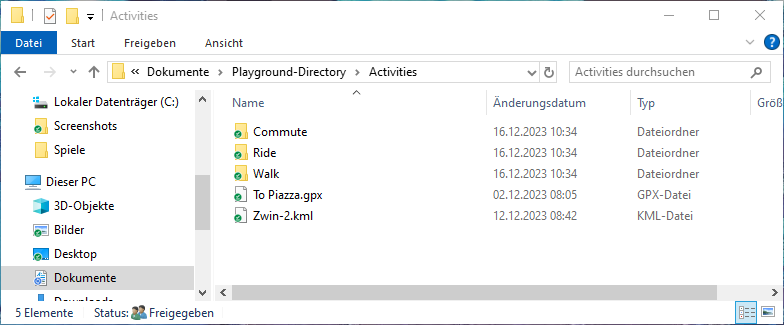 Activities
Datei Start Freigeben Ansicht
« Dokumente > Playground-Directory > Activities Activities durchsuchen
Name Änderungsdatum Typ
Lokaler Datenträger (C:)
Screenshots
Spiele
Dieser PC
3D-Objekte
Bilder
Desktop
Dokumente
Commute 16.12.2023 10:34 Dateiordner
Ride 16.12.2023 10:34 Dateiordner
Walk 16.12.2023 10:34 Dateiordner
To Piazza.gpx 02.12.2023 08:05 GPX-Datei
Zwin-2.kml 12.12.2023 08:42 KML-Datei
5 Elemente Status: Freigegeben